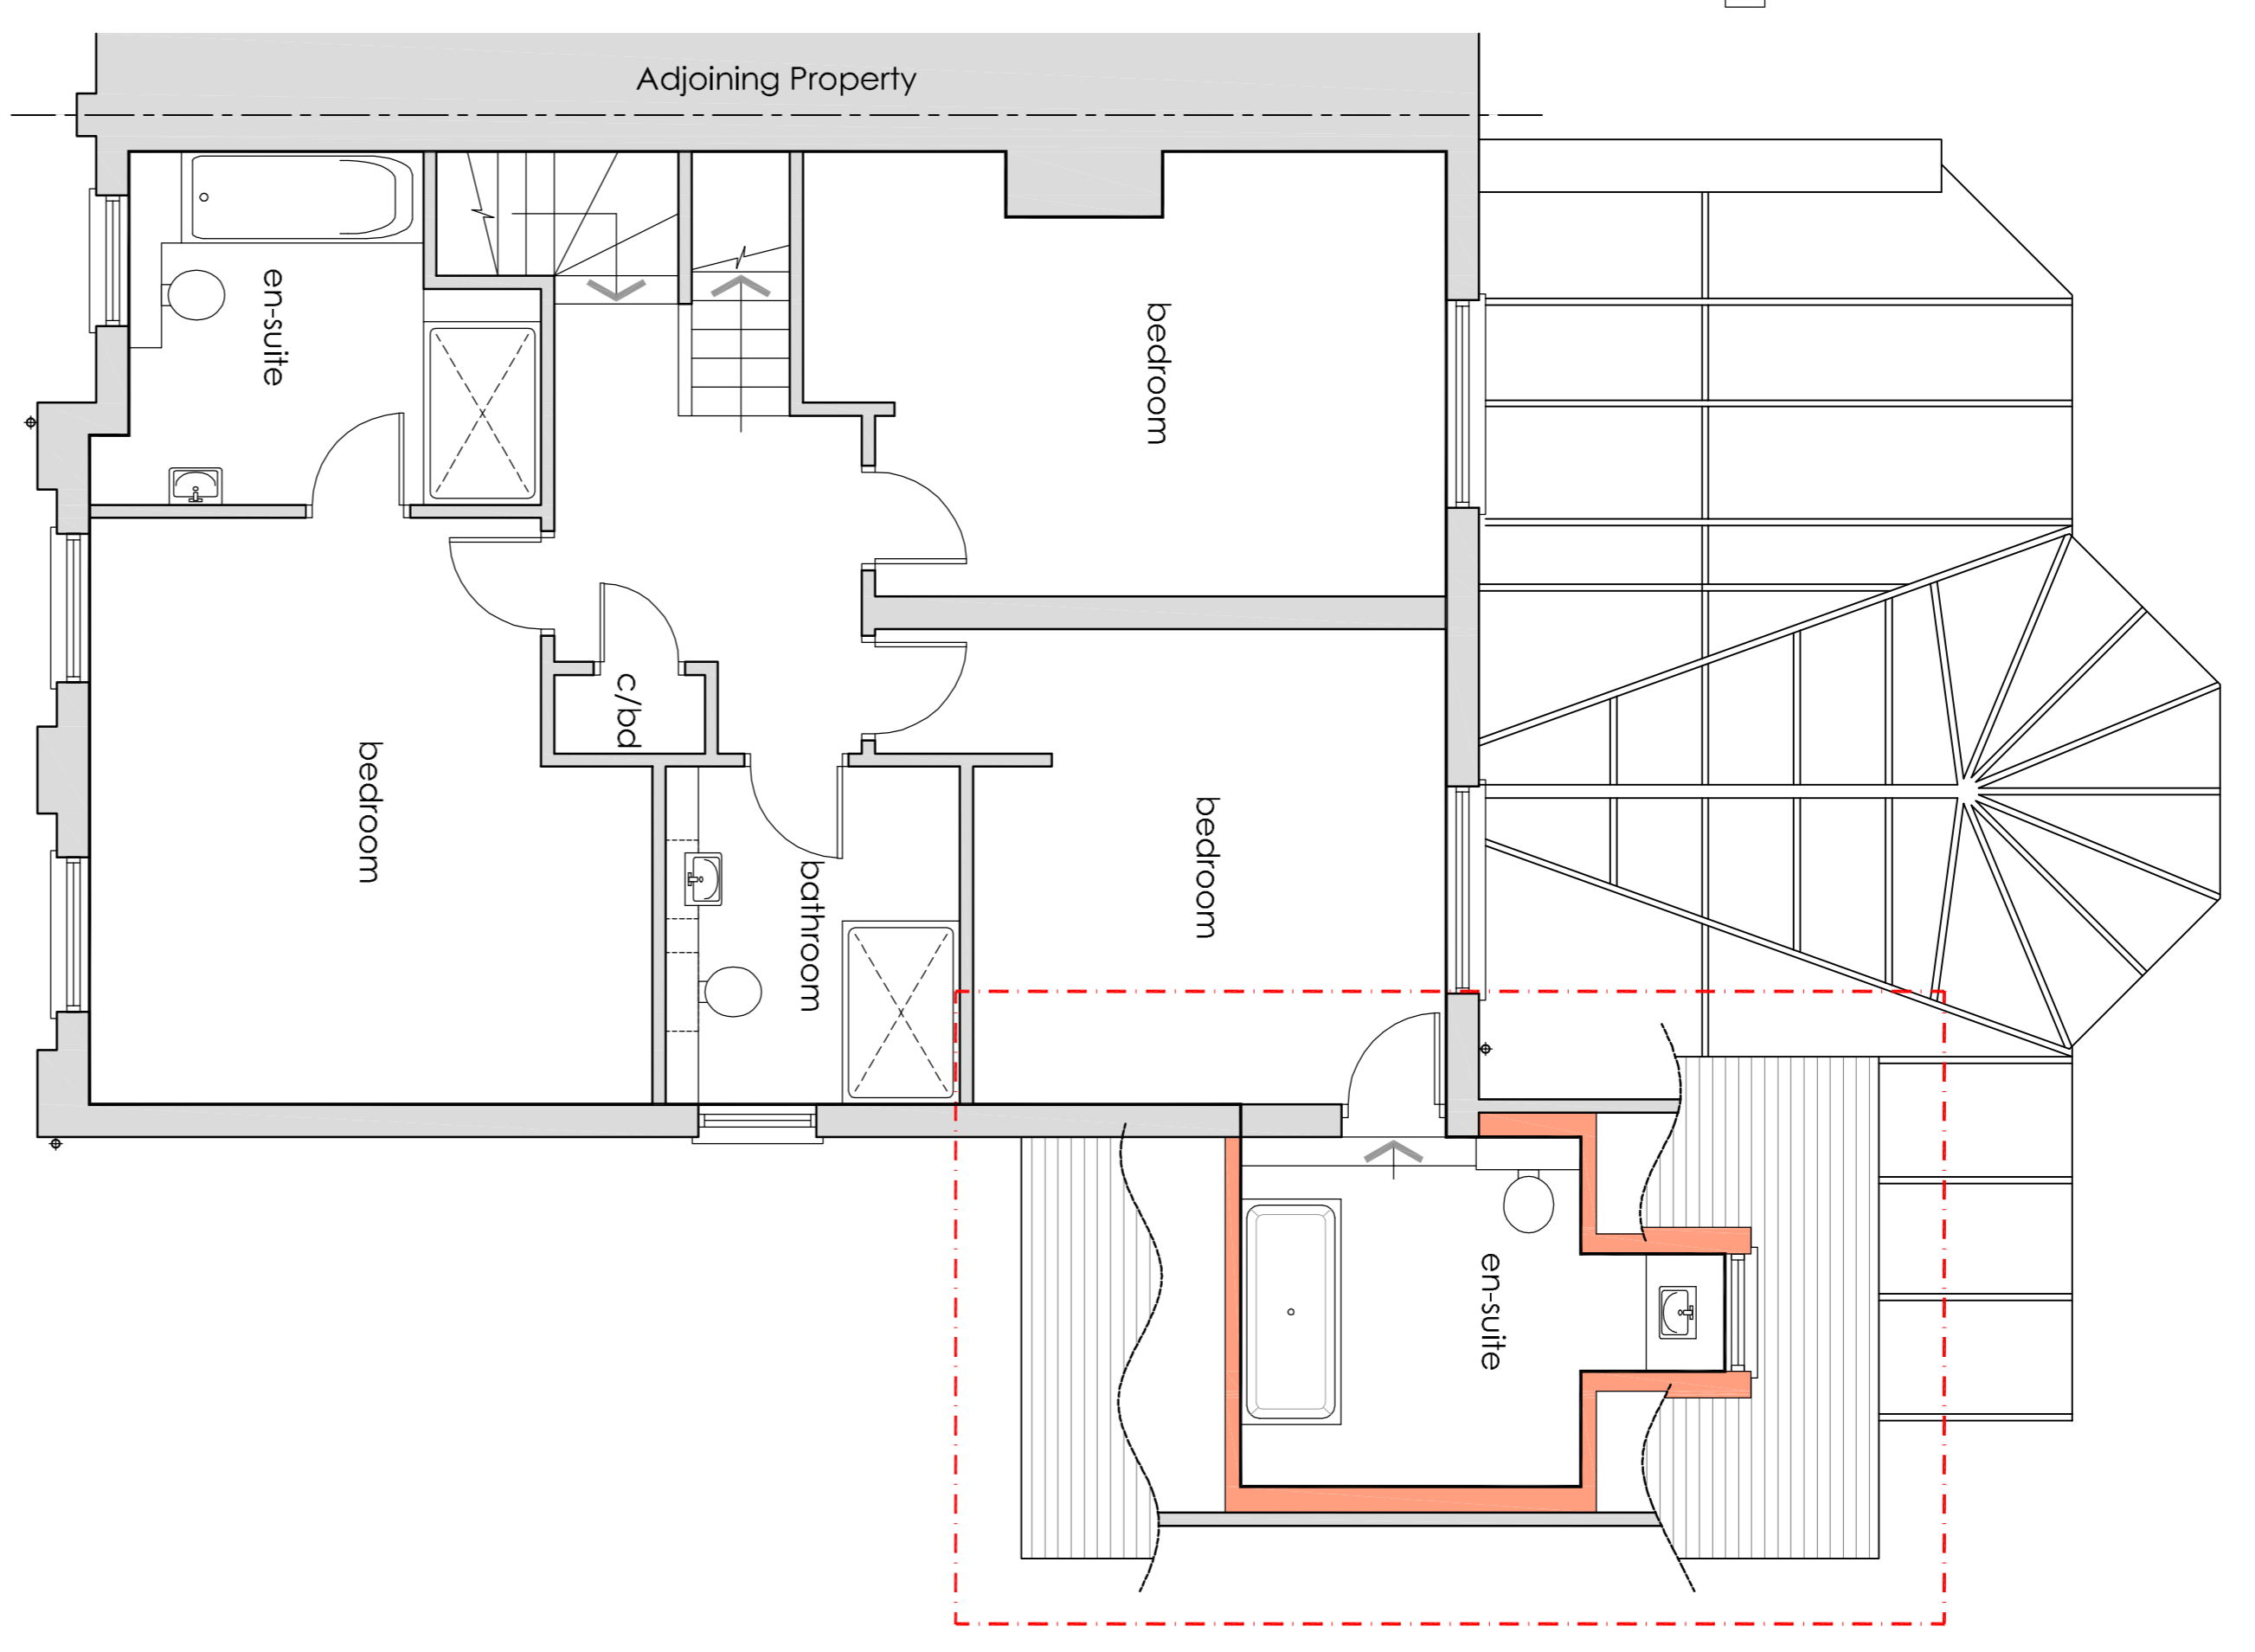 Adjoining Property
en-suite
bedroom
c/bd
bedroom
bedroom
bathroom
en-suite